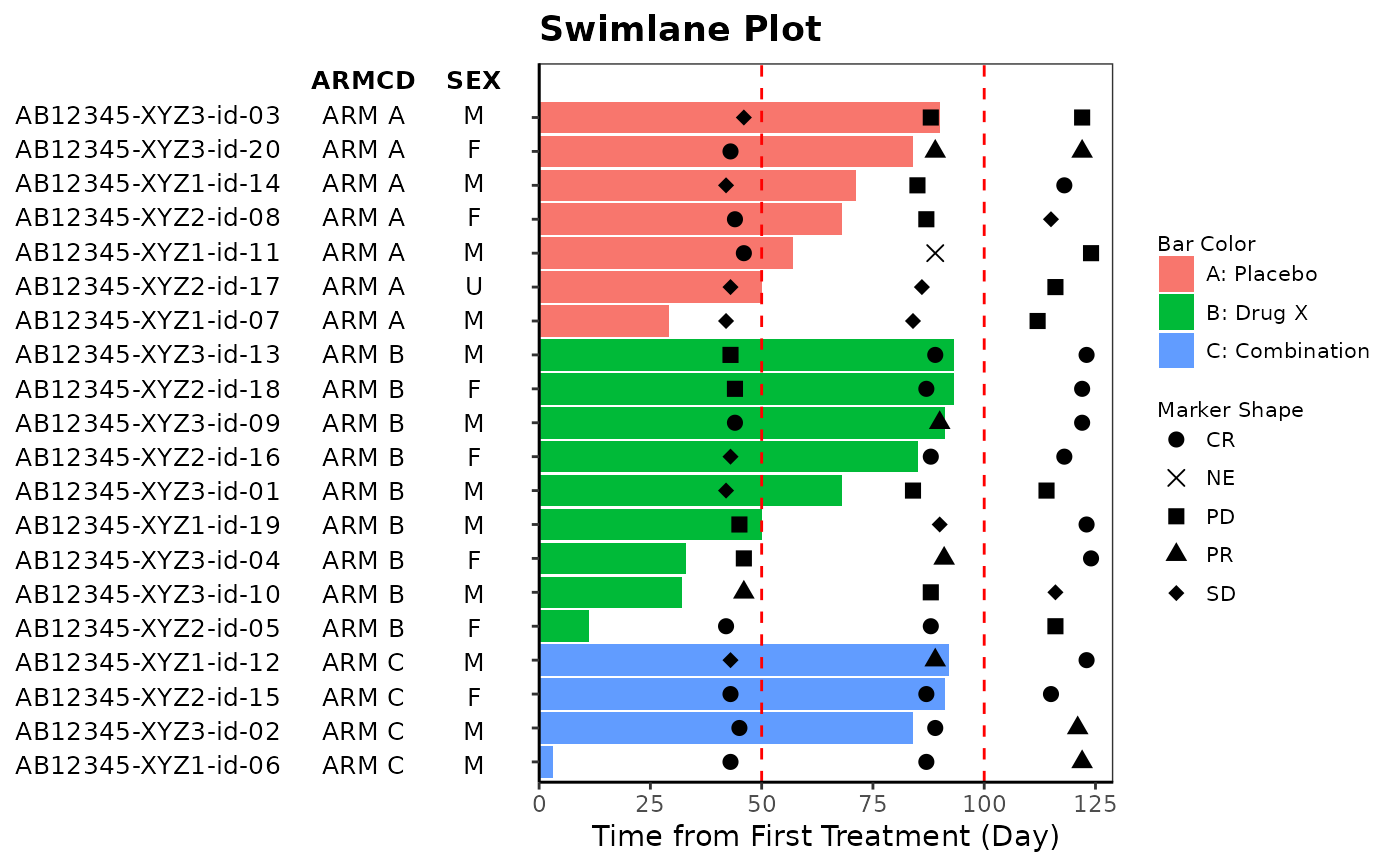 Swimlane Plot
ARMCD SEX
AB12345-XYZ3-id-03 ARM A M
AB12345-XYZ3-id-20 ARM A F
AB12345-XYZ1-id-14 ARM A M
AB12345-XYZ2-id-08 ARM A F
AB12345-XYZ1-id-11 ARM A M
AB12345-XYZ2-id-17 ARM A U
AB12345-XYZ1-id-07 ARM A M
AB12345-XYZ3-id-13 ARM B M
AB12345-XYZ2-id-18 ARM B F
AB12345-XYZ3-id-09 ARM B M
AB12345-XYZ2-id-16 ARM B F
AB12345-XYZ3-id-01 ARM B M
AB12345-XYZ1-id-19 ARM B M
AB12345-XYZ3-id-04 ARM B F
AB12345-XYZ3-id-10 ARM B M
AB12345-XYZ2-id-05 ARM B F
AB12345-XYZ1-id-12 ARM C M
AB12345-XYZ2-id-15 ARM C F
AB12345-XYZ3-id-02 ARM C M
AB12345-XYZ1-id-06 ARM C M
0 25 50 75 100 125
Time from First Treatment (Day)
Bar Color
A: Placebo
B: Drug X
C: Combination
Marker Shape
CR
NE
PD
PR
SD